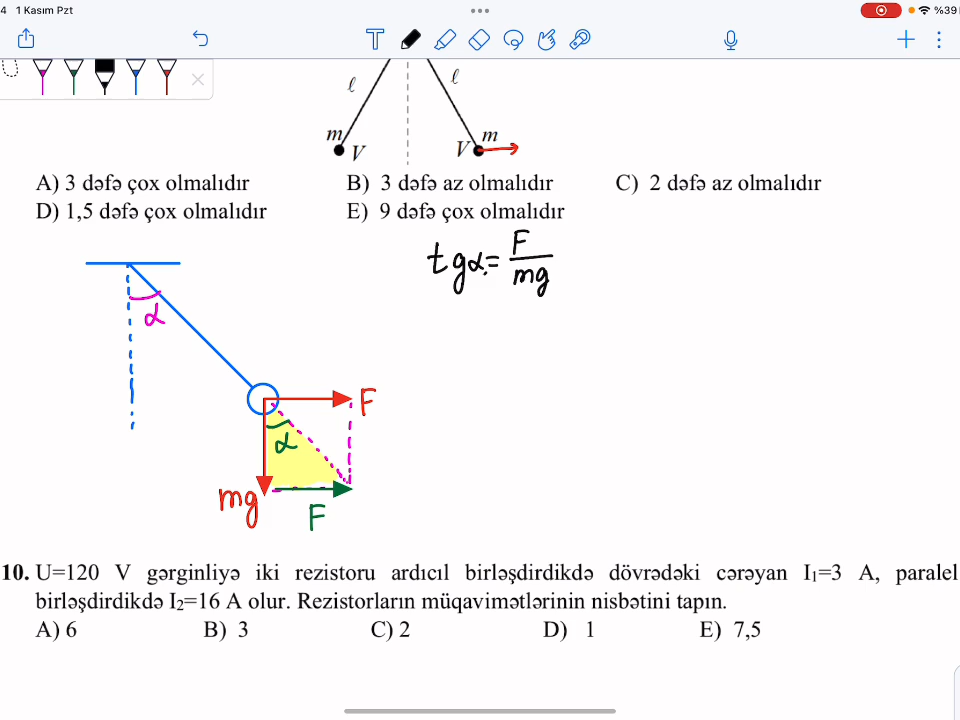 4 1 Kasım Pzt %39
ℓ ℓ
m m
V V
A) 3 dəfə çox olmalıdır B) 3 dəfə az olmalıdır C) 2 dəfə az olmalıdır
D) 1,5 dəfə çox olmalıdır E) 9 dəfə çox olmalıdır
tgα = F/mg
α
F
α
mg
F
10. U=120 V gərginliyə iki rezistoru ardıcıl birləşdirdikdə dövrədəki cərəyan I₁=3 A, paralel
birləşdirdikdə I₂=16 A olur. Rezistorların müqavimətlərinin nisbətini tapın.
A) 6 B) 3 C) 2 D) 1 E) 7,5